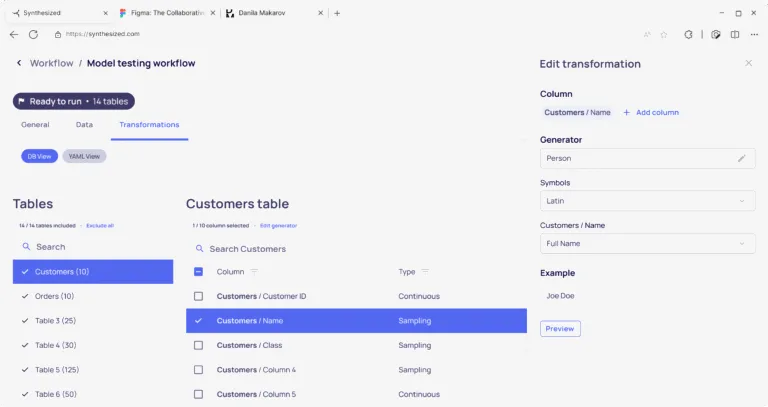 Synthesized
Figma: The Collaborative
Danila Makarov
https://synthesized.com
Workflow / Model testing workflow
Ready to run • 14 tables
General Data Transformations
DB View YAML View
Tables
14 / 14 tables included • Exclude all
Search
Customers (10)
Orders (10)
Table 3 (25)
Table 4 (30)
Table 5 (125)
Table 6 (50)
Customers table
1 / 10 column selected • Edit generator
Search Customers
Column Type
Customers / Customer ID Continuous
Customers / Name Sampling
Customers / Class Sampling
Customers / Column 4 Sampling
Customers / Column 5 Continuous
Edit transformation
Column
Customers / Name + Add column
Generator
Person
Symbols
Latin
Customers / Name
Full Name
Example
Joe Doe
Preview